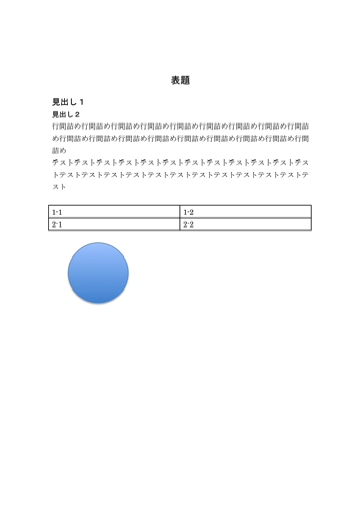 表題
見出し１
見出し２
行間詰め行間詰め行間詰め行間詰め行間詰め行間詰め行間詰め行間詰め行間詰
め行間詰め行間詰め行間詰め行間詰め行間詰め行間詰め行間詰め行間詰め行間
詰め
テストテストテストテストテストテストテストテストテストテストテストテス
トテストテストテストテストテストテストテストテストテストテストテストテ
スト
1-1 1-2
2-1 2-2